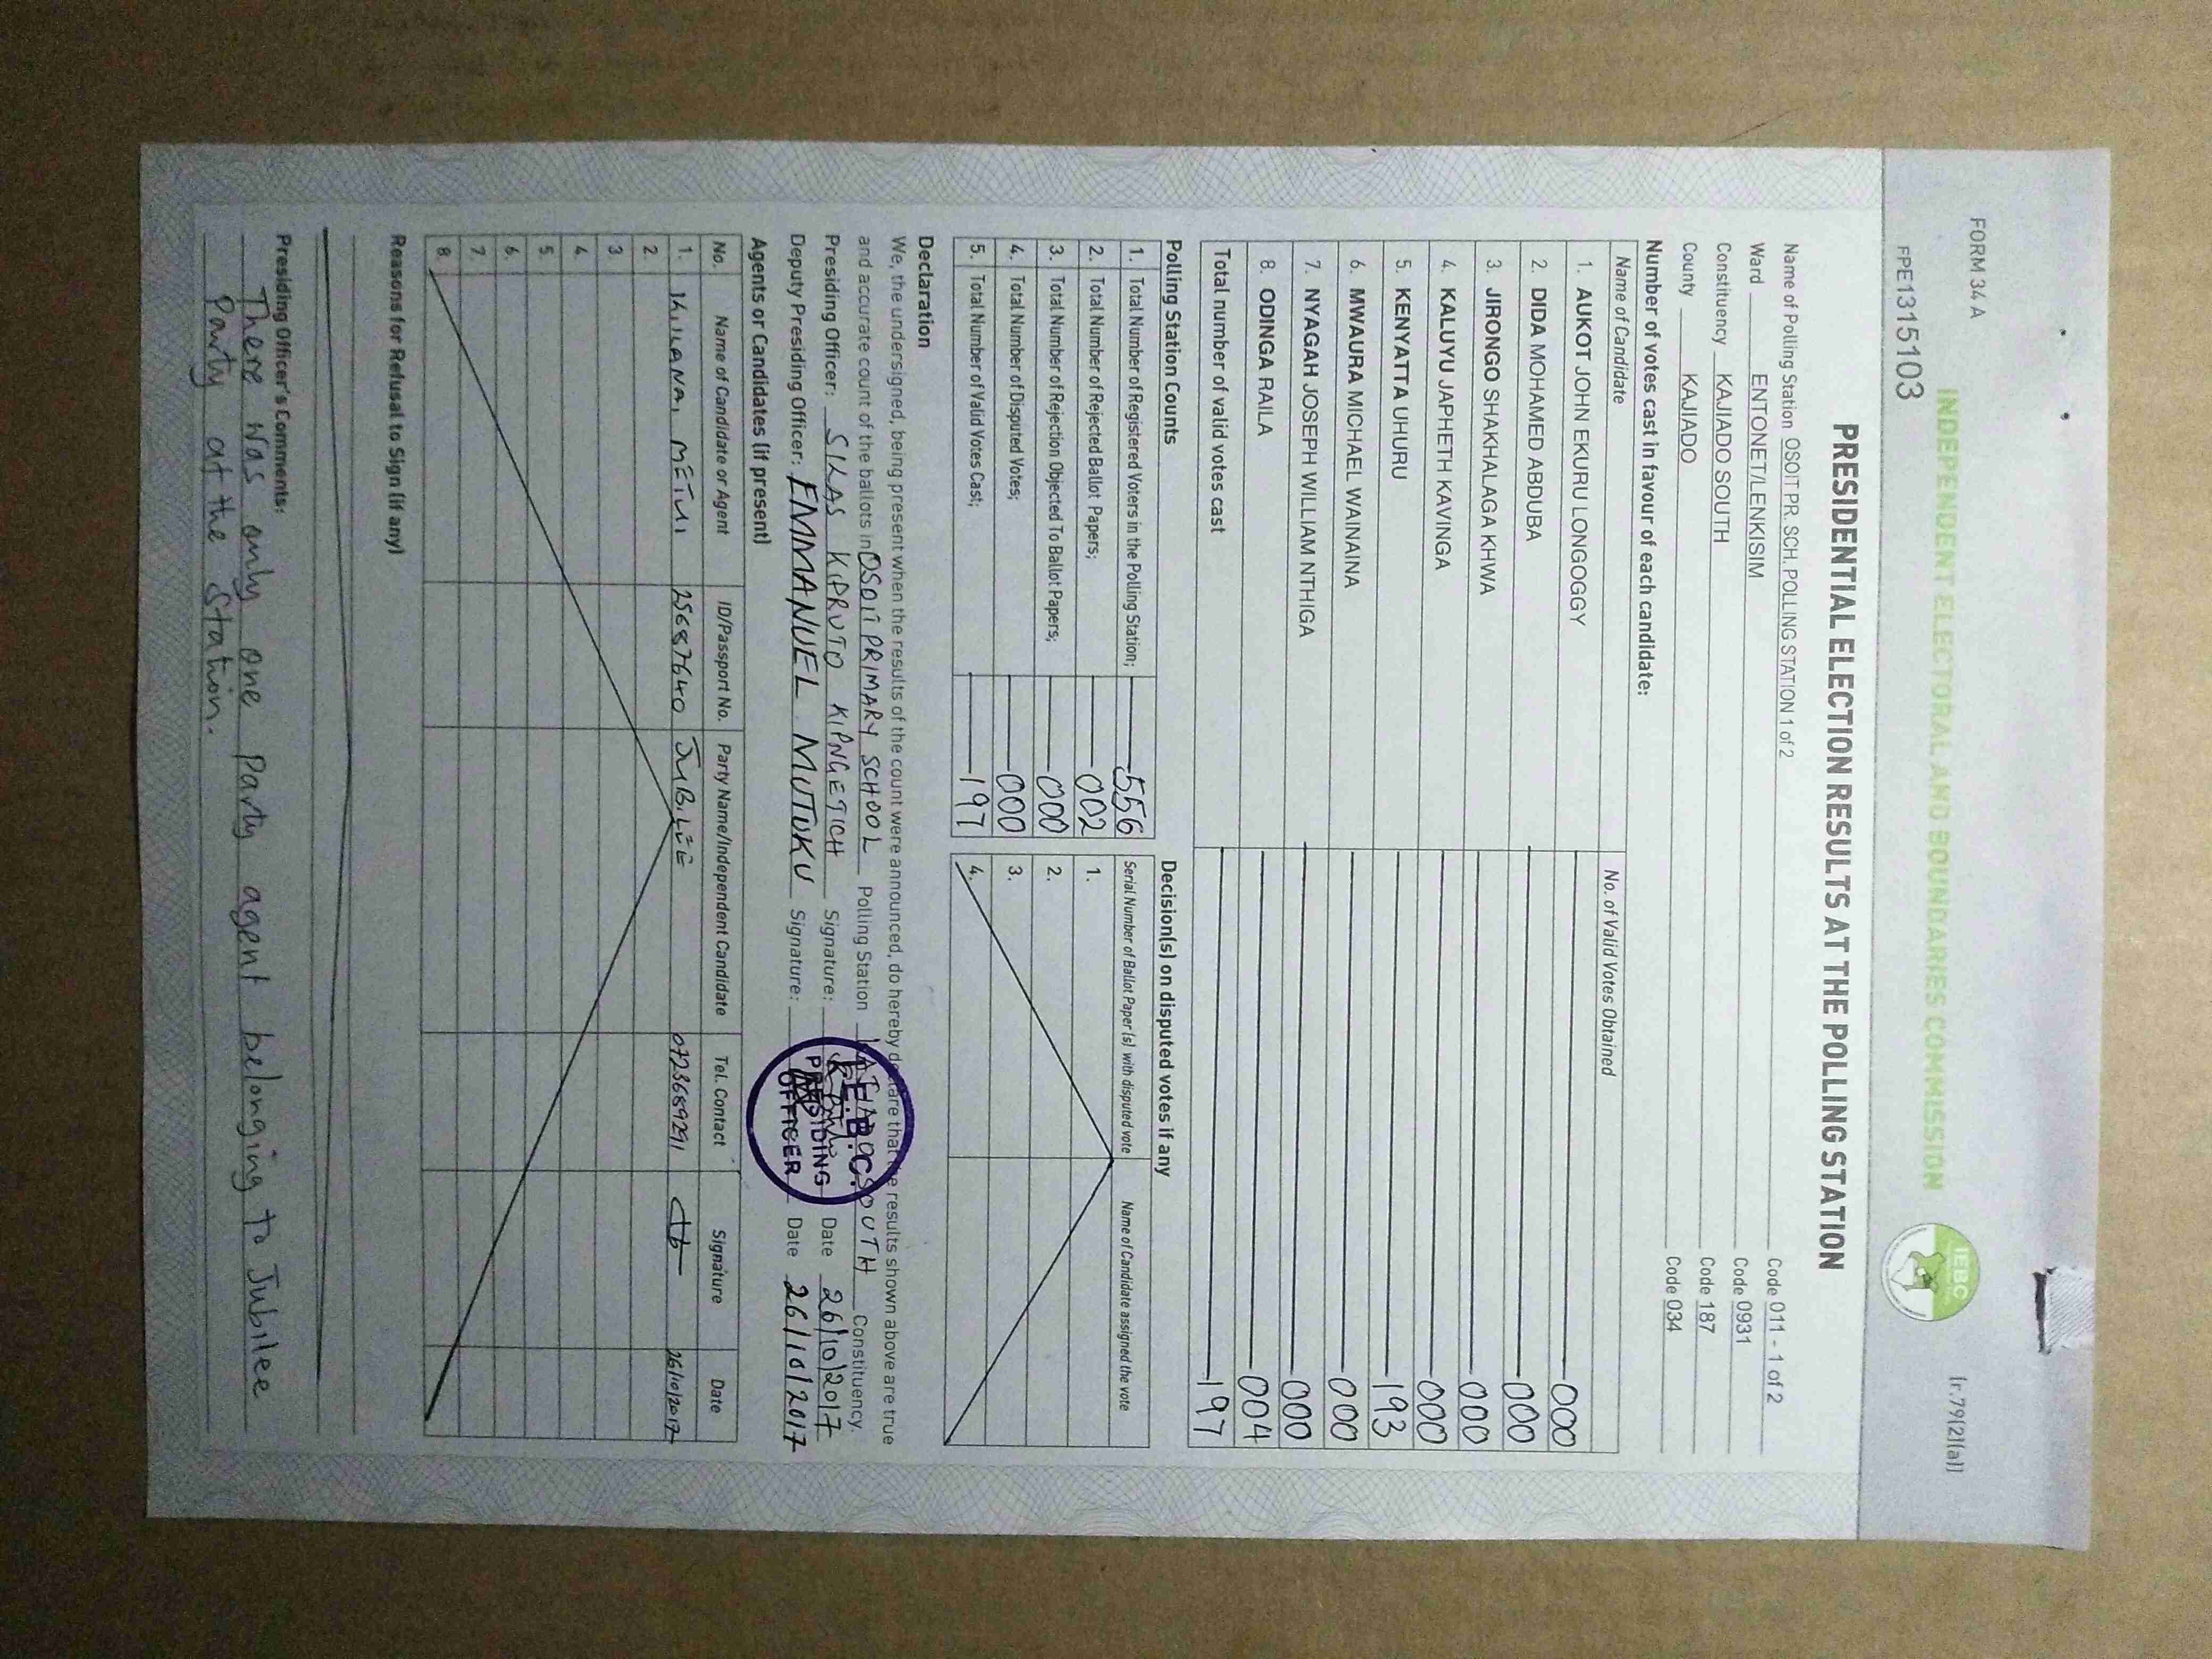 FORM 34 A
[r.79(2)(a)]
INDEPENDENT ELECTORAL AND BOUNDARIES COMMISSION
IEBC
FPE1315103
PRESIDENTIAL ELECTION RESULTS AT THE POLLING STATION
Name of Polling Station OSOIT PR. SCH. POLLING STATION 1 of 2 Code 011 - 1 of 2
Ward ENTONET/LENKISIM Code 0931
Constituency KAJIADO SOUTH Code 187
County KAJIADO Code 034
Number of votes cast in favour of each candidate:
Name of Candidate No. of Valid Votes Obtained
1. AUKOT JOHN EKURU LONGOGGY 000
2. DIDA MOHAMED ABDUBA 000
3. JIRONGO SHAKHALAGA KHWA 000
4. KALUYU JAPHETH KAVINGA 000
5. KENYATTA UHURU 193
6. MWAURA MICHAEL WAINAINA 000
7. NYAGAH JOSEPH WILLIAM NTHIGA 000
8. ODINGA RAILA 004
Total number of valid votes cast 197
Polling Station Counts
1. Total Number of Registered Voters in the Polling Station; 556
2. Total Number of Rejected Ballot Papers; 002
3. Total Number of Rejection Objected To Ballot Papers; 000
4. Total Number of Disputed Votes; 000
5. Total Number of Valid Votes Cast; 197
Decision(s) on disputed votes if any
Serial Number of Ballot Paper (s) with disputed vote Name of Candidate assigned the vote
1.
2.
3.
4.
Declaration
We, the undersigned, being present when the results of the count were announced, do hereby declare that the results shown above are true
and accurate count of the ballots in OSOIT PRIMARY SCHOOL Polling Station KAJIADO SOUTH Constituency.
Presiding Officer: SILAS KIPRUTO KIPNGETICH Signature: Date 26/10/2017
Deputy Presiding Officer: EMMANUEL MUTUKU Signature: Date 26/10/2017
I.E.B.C.
PRESIDING
OFFICER
Agents or Candidates (if present)
No. Name of Candidate or Agent ID/Passport No. Party Name/Independent Candidate Tel. Contact Signature Date
1. METUI 25687640 JUBILEE 0723689291 26/10/2017
2.
3
4
5.
6.
7.
8.
Reasons for Refusal to Sign (if any)
Presiding Officer's Comments:
There was only one party agent belonging to Jubilee
Party at the station.